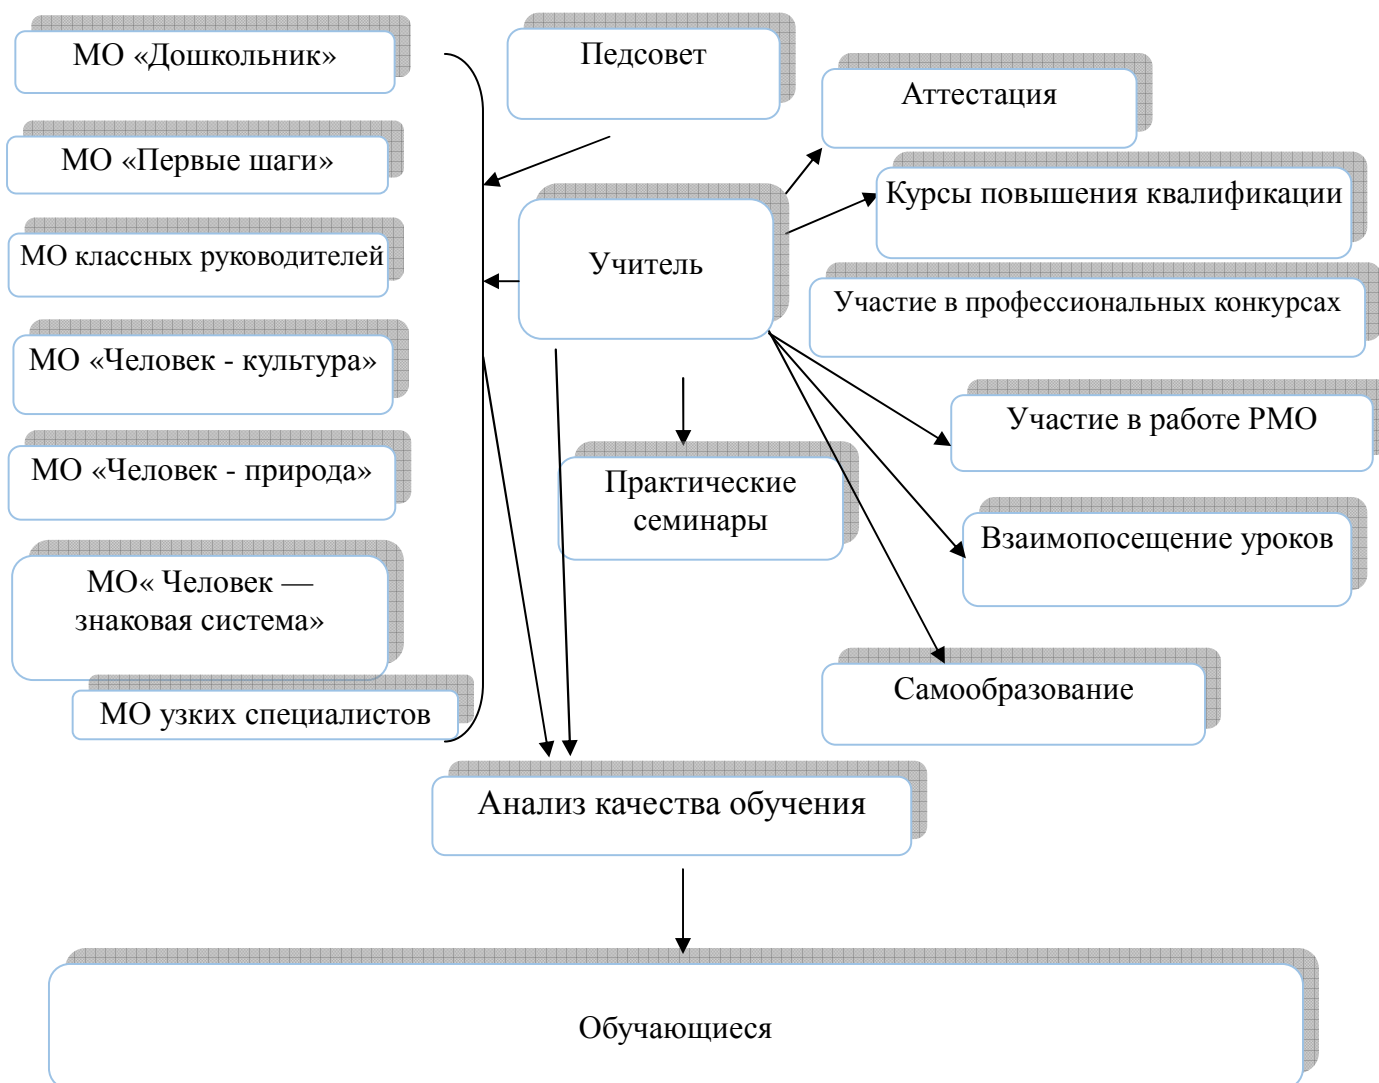 МО «Дошкольник»
Педсовет
Аттестация
МО «Первые шаги»
Курсы повышения квалификации
МО классных руководителей
Учитель
Участие в профессиональных конкурсах
МО «Человек - культура»
Участие в работе РМО
МО «Человек - природа»
Практические
семинары
Взаимопосещение уроков
МО« Человек —
знаковая система»
Самообразование
МО узких специалистов
Анализ качества обучения
Обучающиеся